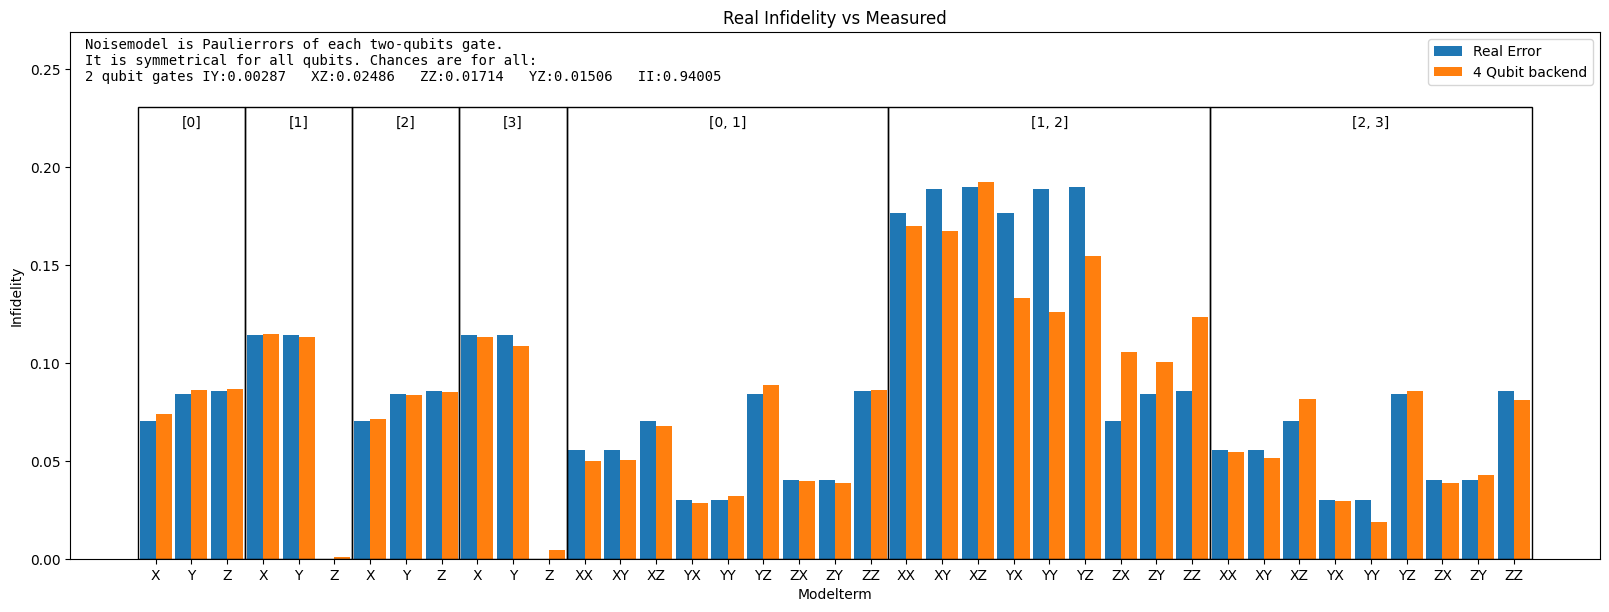 Real Infidelity vs Measured
Noisemodel is Paulierrors of each two-qubits gate.
It is symmetrical for all qubits. Chances are for all:
2 qubit gates IY:0.00287   XZ:0.02486   ZZ:0.01714   YZ:0.01506   II:0.94005
Real Error
4 Qubit backend
[0] [1] [2] [3] [0, 1] [1, 2] [2, 3]
Infidelity
0.25
0.20
0.15
0.10
0.05
0.00
X Y Z X Y Z X Y Z X Y Z XX XY XZ YX YY YZ ZX ZY ZZ XX XY XZ YX YY YZ ZX ZY ZZ XX XY XZ YX YY YZ ZX ZY ZZ
Modelterm